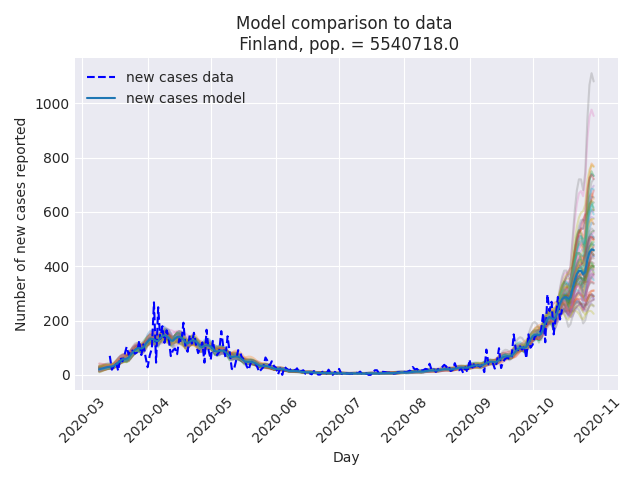 Model comparison to data
Finland, pop. = 5540718.0
new cases data
new cases model
Number of new cases reported
1000
800
600
400
200
0
2020-03
2020-04
2020-05
2020-06
2020-07
2020-08
2020-09
2020-10
2020-11
Day